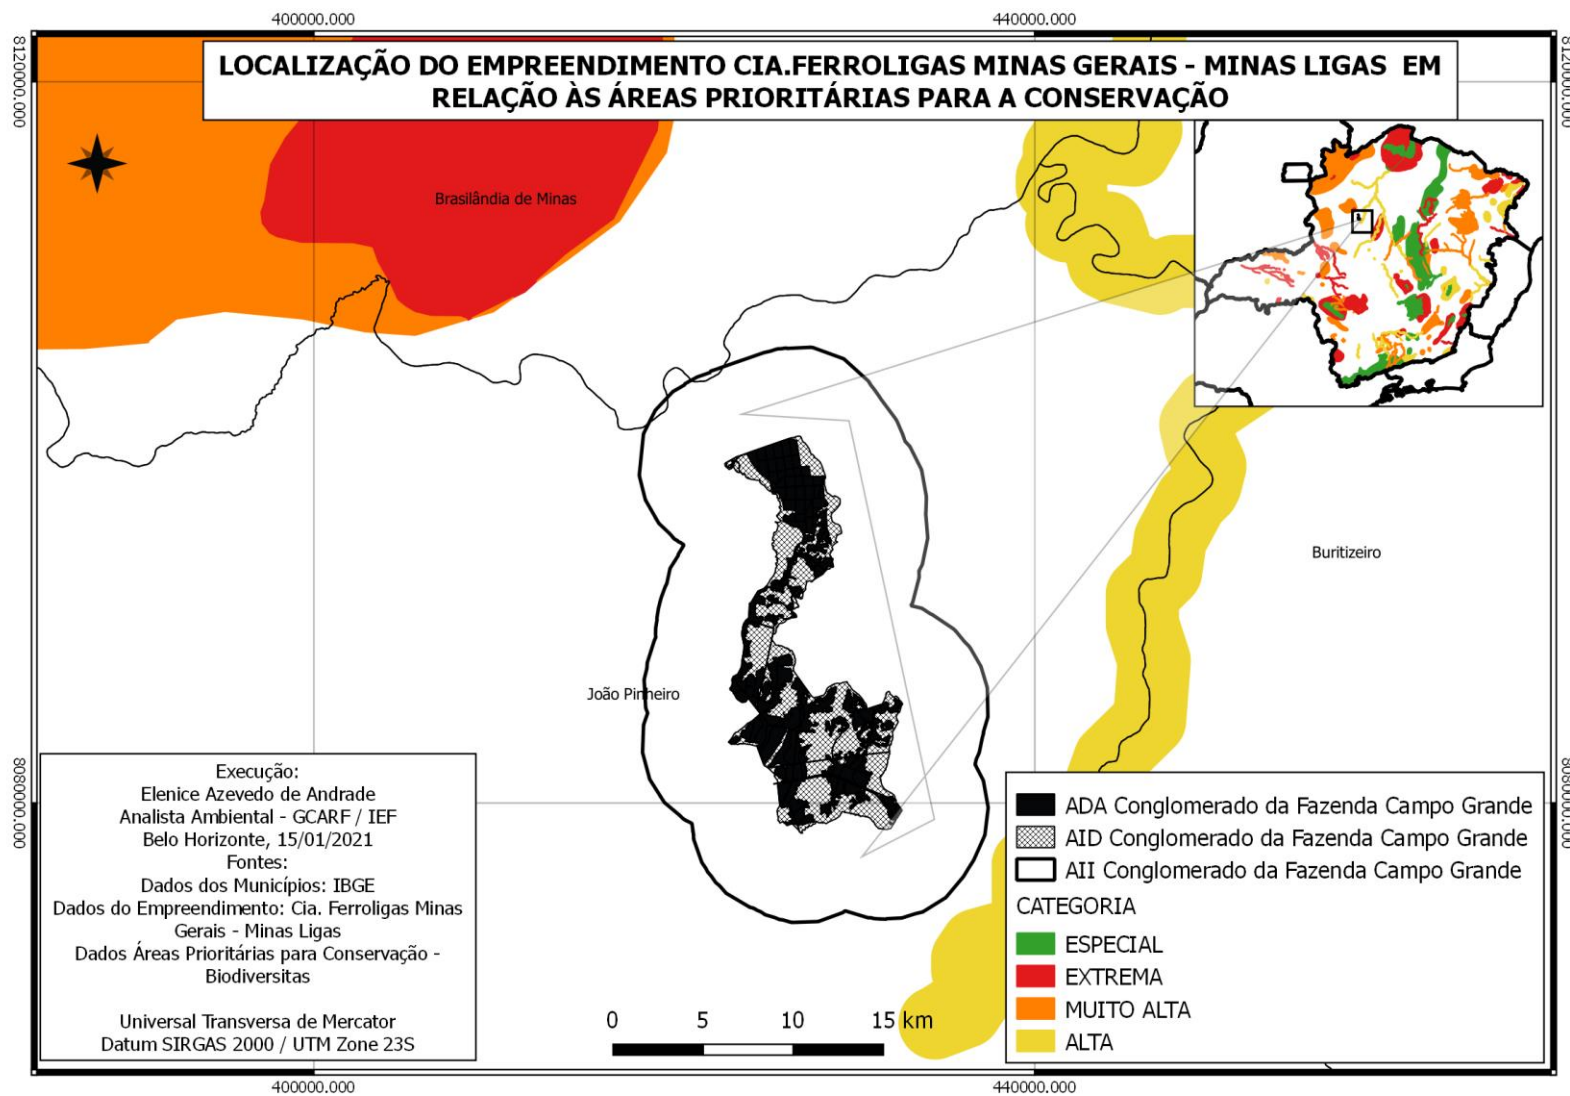 400000.000
440000.000
8120000.000
8120000.000
LOCALIZAÇÃO DO EMPREENDIMENTO CIA.FERROLIGAS MINAS GERAIS - MINAS LIGAS EM
RELAÇÃO ÀS ÁREAS PRIORITÁRIAS PARA A CONSERVAÇÃO
Brasilândia de Minas
Buritizeiro
João Pinheiro
8080000.000
8080000.000
Execução:
Elenice Azevedo de Andrade
Analista Ambiental - GCARF / IEF
Belo Horizonte, 15/01/2021
Fontes:
Dados dos Municípios: IBGE
Dados do Empreendimento: Cia. Ferroligas Minas
Gerais - Minas Ligas
Dados Áreas Prioritárias para Conservação -
Biodiversitas
Universal Transversa de Mercator
Datum SIRGAS 2000 / UTM Zone 23S
0 5 10 15 km
ADA Conglomerado da Fazenda Campo Grande
AID Conglomerado da Fazenda Campo Grande
AII Conglomerado da Fazenda Campo Grande
CATEGORIA
ESPECIAL
EXTREMA
MUITO ALTA
ALTA
400000.000
440000.000